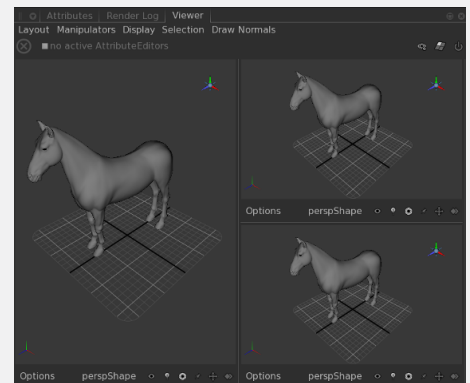 Attributes Render Log Viewer
Layout Manipulators Display Selection Draw Normals
no active AttributeEditors
Options perspShape
Options perspShape
Options perspShape